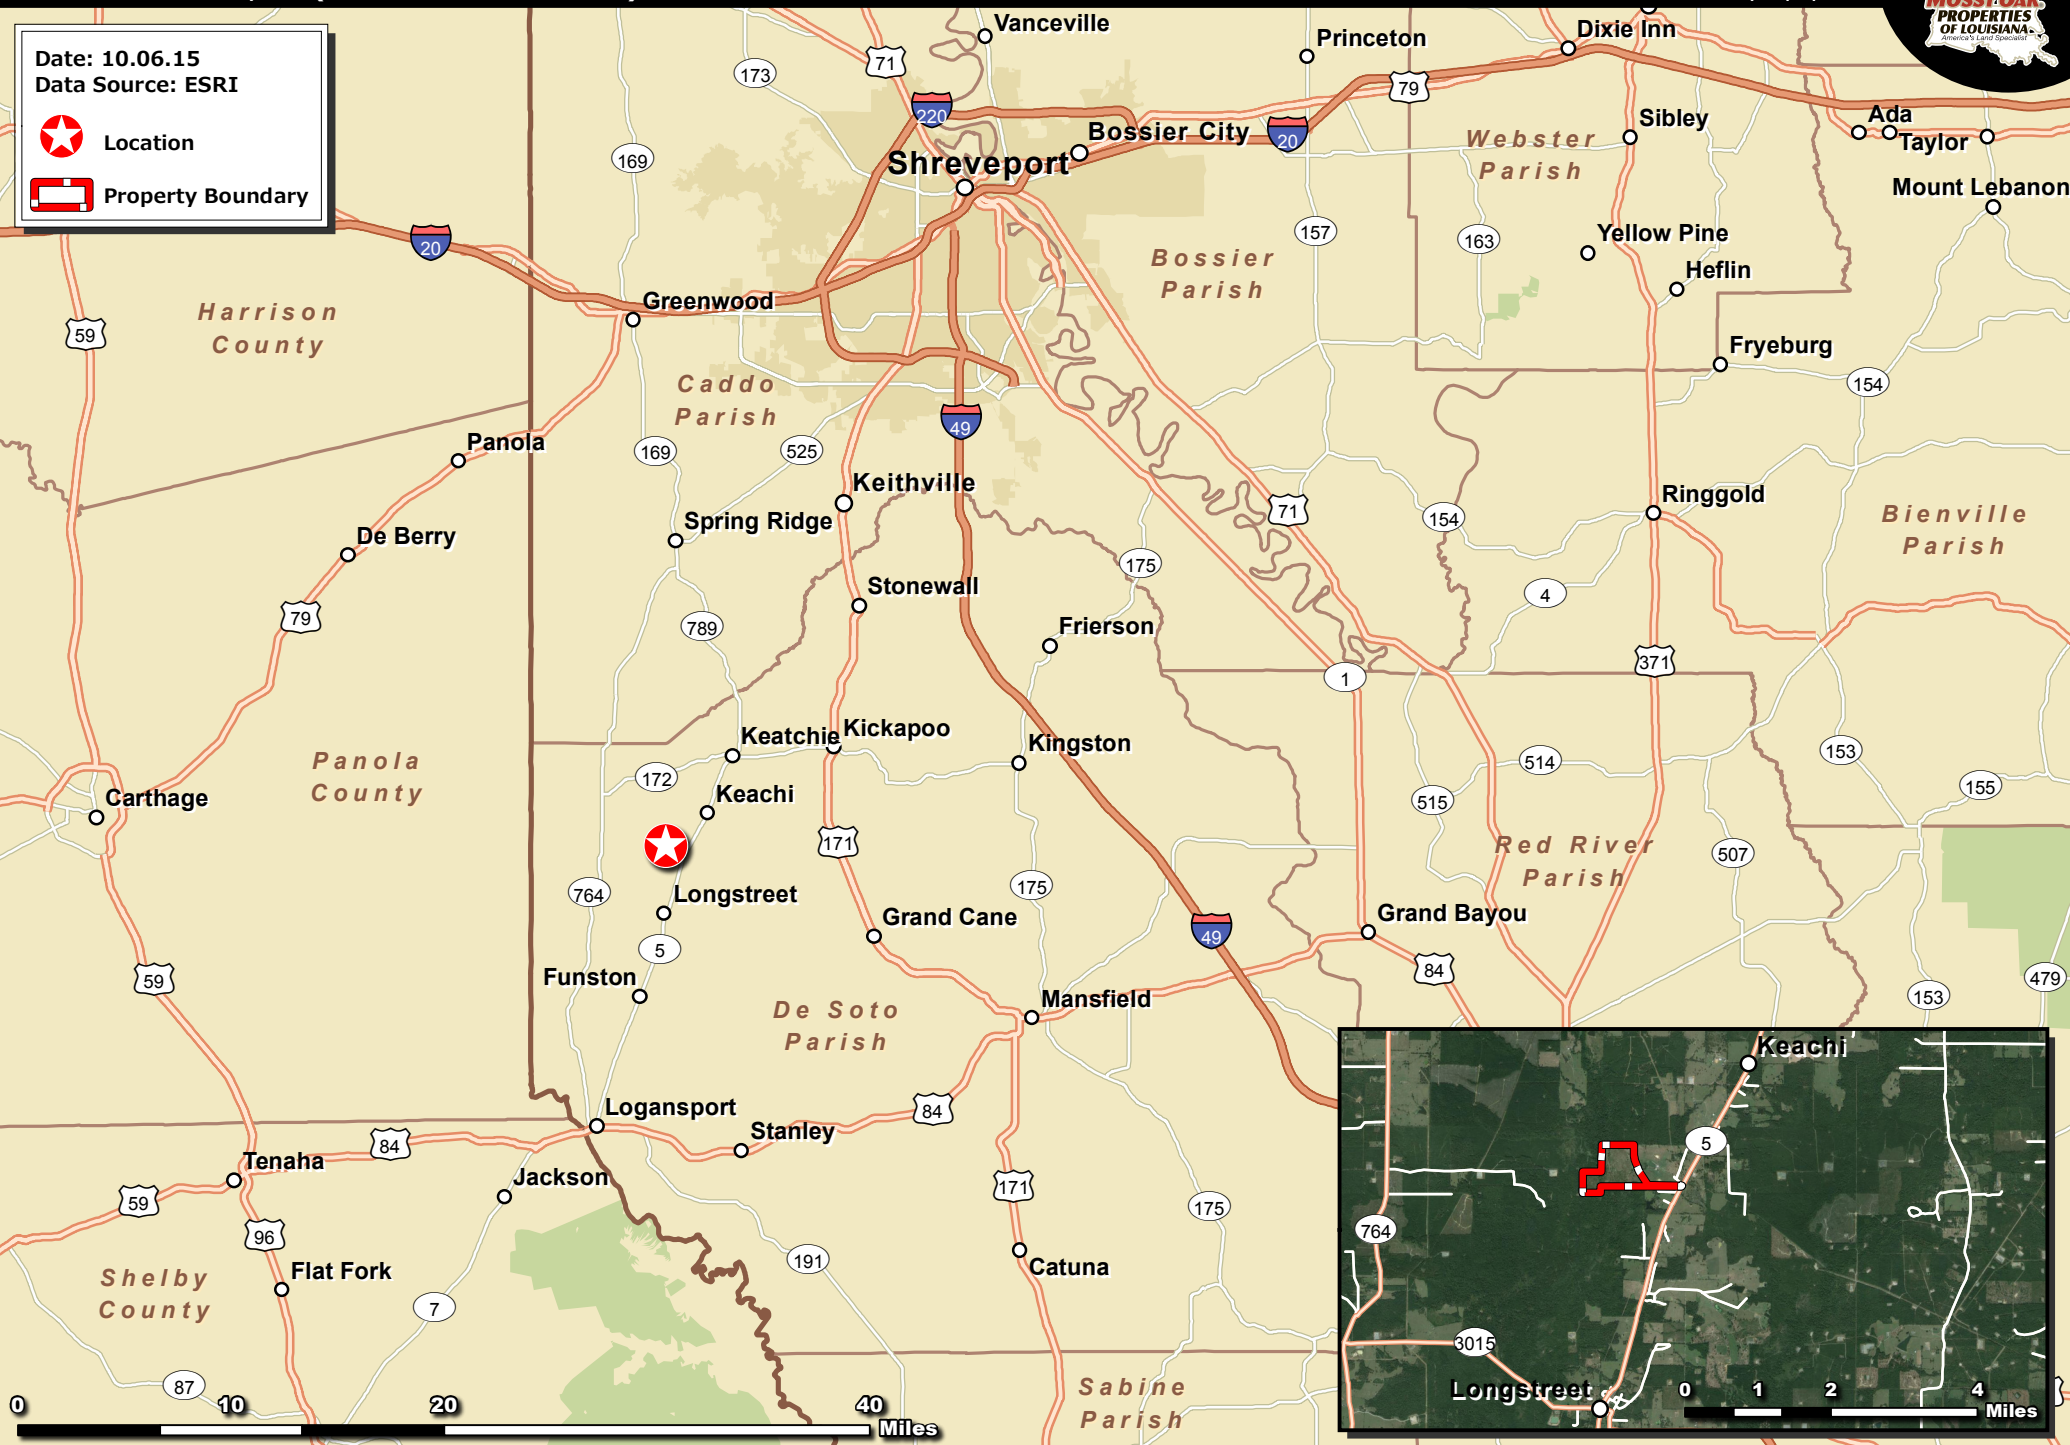 Date: 10.06.15
Data Source: ESRI
Location
Property Boundary
MOSSY OAK
PROPERTIES
OF LOUISIANA
America's Land Specialist
Vanceville
Princeton
Dixie Inn
71
173
79
220
Bossier City
20
Sibley
Ada
Taylor
Webster
Parish
169
Shreveport
Mount Lebanon
20
157
163
Yellow Pine
Heflin
Bossier
Parish
Greenwood
Harrison
County
59
Fryeburg
154
Caddo
Parish
49
Panola
169
525
Keithville
Ringgold
71
154
Spring Ridge
Bienville
Parish
De Berry
175
Stonewall
4
79
789
Frierson
371
1
Keatchie
Kickapoo
Kingston
153
Panola
County
172
514
155
Carthage
Keachi
515
171
Red River
Parish
507
764
Longstreet
175
Grand Cane
Grand Bayou
49
5
84
59
Funston
479
153
De Soto
Parish
Mansfield
Logansport
84
Stanley
84
Tenaha
Jackson
59
171
175
96
191
Flat Fork
Catuna
Shelby
County
7
87
Sabine
Parish
0
10
20
40
Miles
Keachi
5
764
3015
Longstreet
0
1
2
4
Miles